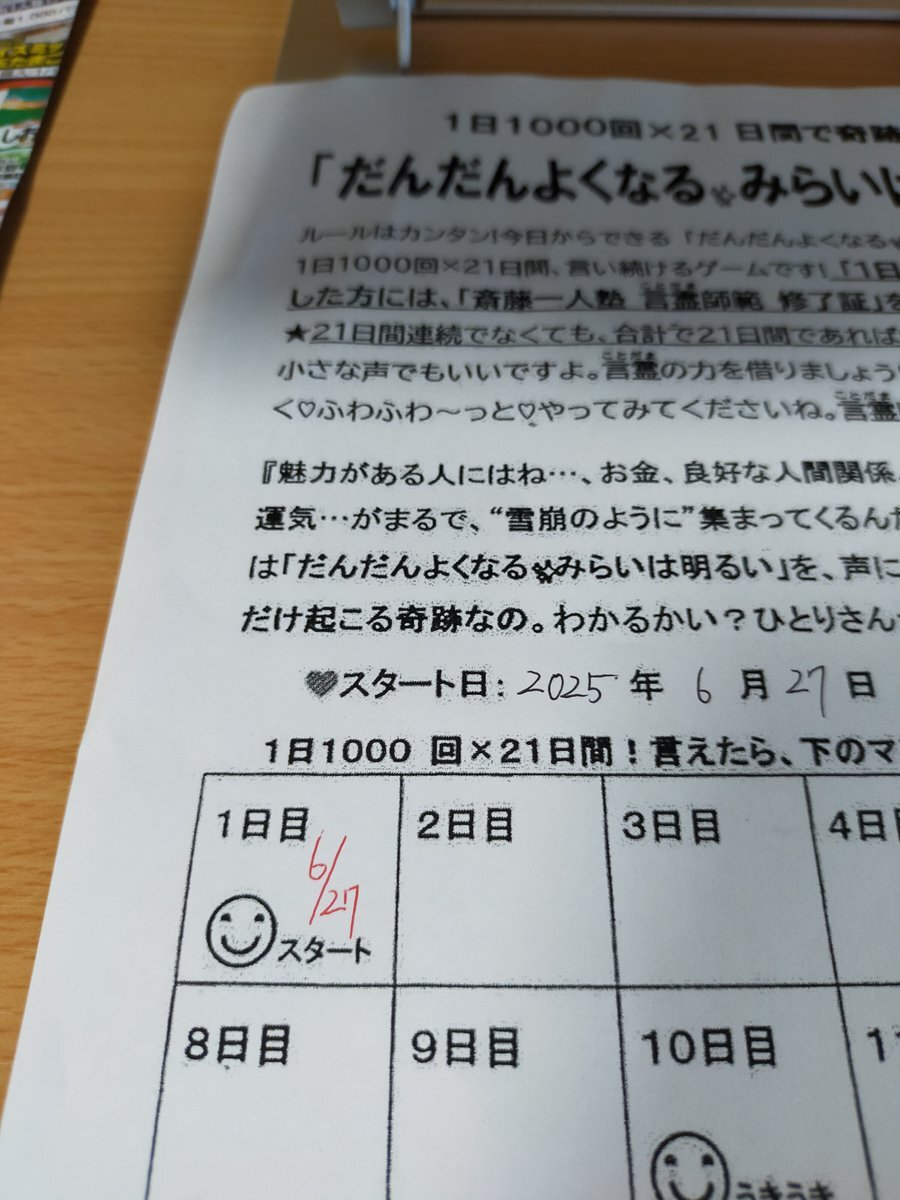 ¥1,000
1日1000回×21日間で奇跡
「だんだんよくなる みらいは
ルールはカンタン!今日からできる「だんだんよくなる
1日1000回×21日間、言い続けるゲームです!「1日
した方には、「斎藤一人塾 言霊師範 修了証」を
★21日間連続でなくても、合計で21日間であれば
小さな声でもいいですよ。言霊の力を借りましょう
く♡ふわふわ～っと♡やってみてくださいね。言霊
『魅力がある人にはね…、お金、良好な人間関係、
運気…がまるで、“雪崩のように”集まってくるんだ
は「だんだんよくなる みらいは明るい」を、声に
だけ起こる奇跡なの。わかるかい？ひとりさん
♥スタート日：2025年 6月27日
1日1000 回×21日間！言えたら、下のマ
1日目 2日目 3日目 4日
6/27
スタート
8日目 9日目 10日目 11
うきうき